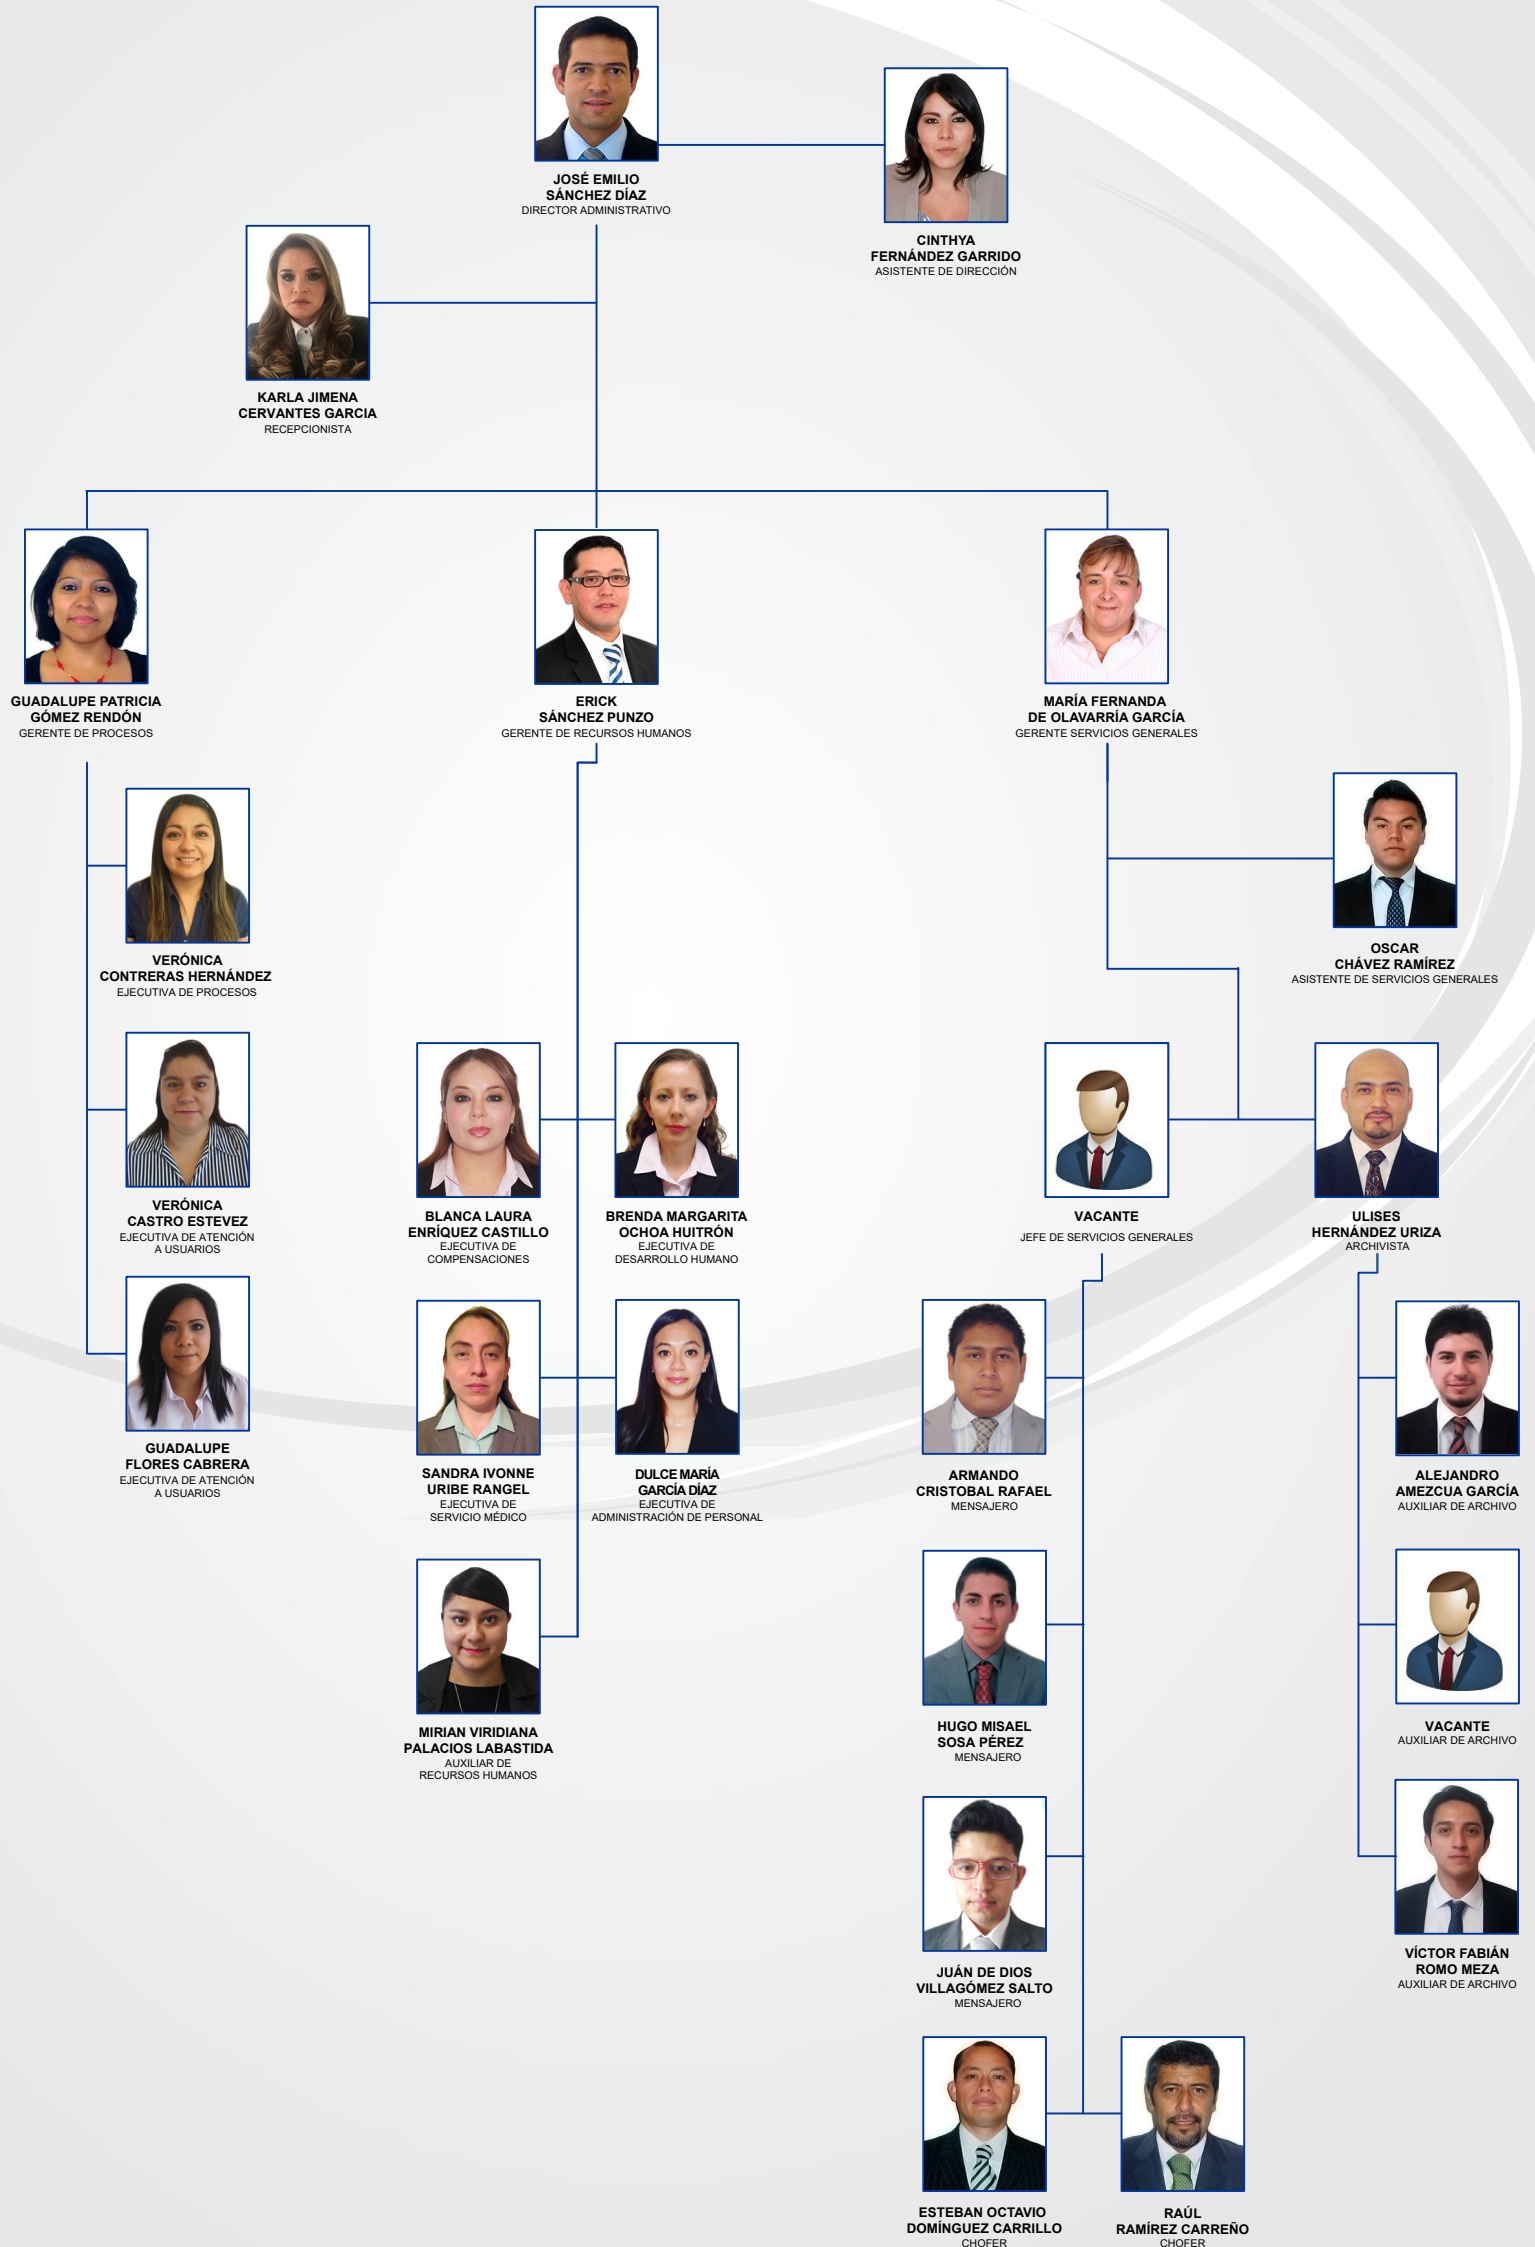 JOSÉ EMILIO
SÁNCHEZ DÍAZ
DIRECTOR ADMINISTRATIVO
CINTHYA
FERNÁNDEZ GARRIDO
ASISTENTE DE DIRECCIÓN
KARLA JIMENA
CERVANTES GARCIA
RECEPCIONISTA
GUADALUPE PATRICIA
GÓMEZ RENDÓN
GERENTE DE PROCESOS
ERICK
SÁNCHEZ PUNZO
GERENTE DE RECURSOS HUMANOS
MARÍA FERNANDA
DE OLAVARRÍA GARCÍA
GERENTE SERVICIOS GENERALES
VERÓNICA
CONTRERAS HERNÁNDEZ
EJECUTIVA DE PROCESOS
OSCAR
CHÁVEZ RAMÍREZ
ASISTENTE DE SERVICIOS GENERALES
VERÓNICA
CASTRO ESTEVEZ
EJECUTIVA DE ATENCIÓN
A USUARIOS
BLANCA LAURA
ENRÍQUEZ CASTILLO
EJECUTIVA DE
COMPENSACIONES
BRENDA MARGARITA
OCHOA HUITRÓN
EJECUTIVA DE
DESARROLLO HUMANO
VACANTE
JEFE DE SERVICIOS GENERALES
ULISES
HERNÁNDEZ URIZA
ARCHIVISTA
GUADALUPE
FLORES CABRERA
EJECUTIVA DE ATENCIÓN
A USUARIOS
SANDRA IVONNE
URIBE RANGEL
EJECUTIVA DE
SERVICIO MÉDICO
DULCE MARÍA
GARCÍA DÍAZ
EJECUTIVA DE
ADMINISTRACIÓN DE PERSONAL
ARMANDO
CRISTOBAL RAFAEL
MENSAJERO
ALEJANDRO
AMEZCUA GARCÍA
AUXILIAR DE ARCHIVO
MIRIAN VIRIDIANA
PALACIOS LABASTIDA
AUXILIAR DE
RECURSOS HUMANOS
HUGO MISAEL
SOSA PÉREZ
MENSAJERO
VACANTE
AUXILIAR DE ARCHIVO
JUÁN DE DIOS
VILLAGÓMEZ SALTO
MENSAJERO
VÍCTOR FABIÁN
ROMO MEZA
AUXILIAR DE ARCHIVO
ESTEBAN OCTAVIO
DOMÍNGUEZ CARRILLO
CHOFER
RAÚL
RAMÍREZ CARREÑO
CHOFER